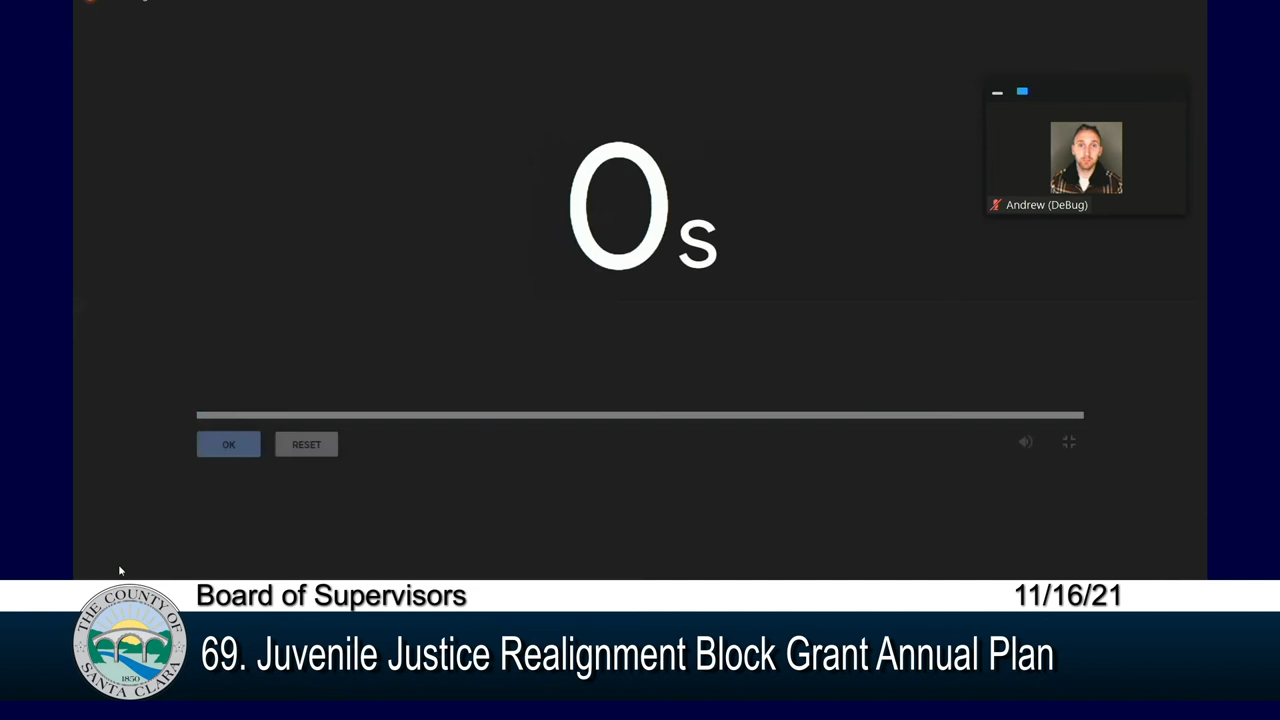 0s
Andrew (DeBug)
OK
RESET
Board of Supervisors
11/16/21
THE COUNTY OF
SANTA CLARA
1850
69. Juvenile Justice Realignment Block Grant Annual Plan